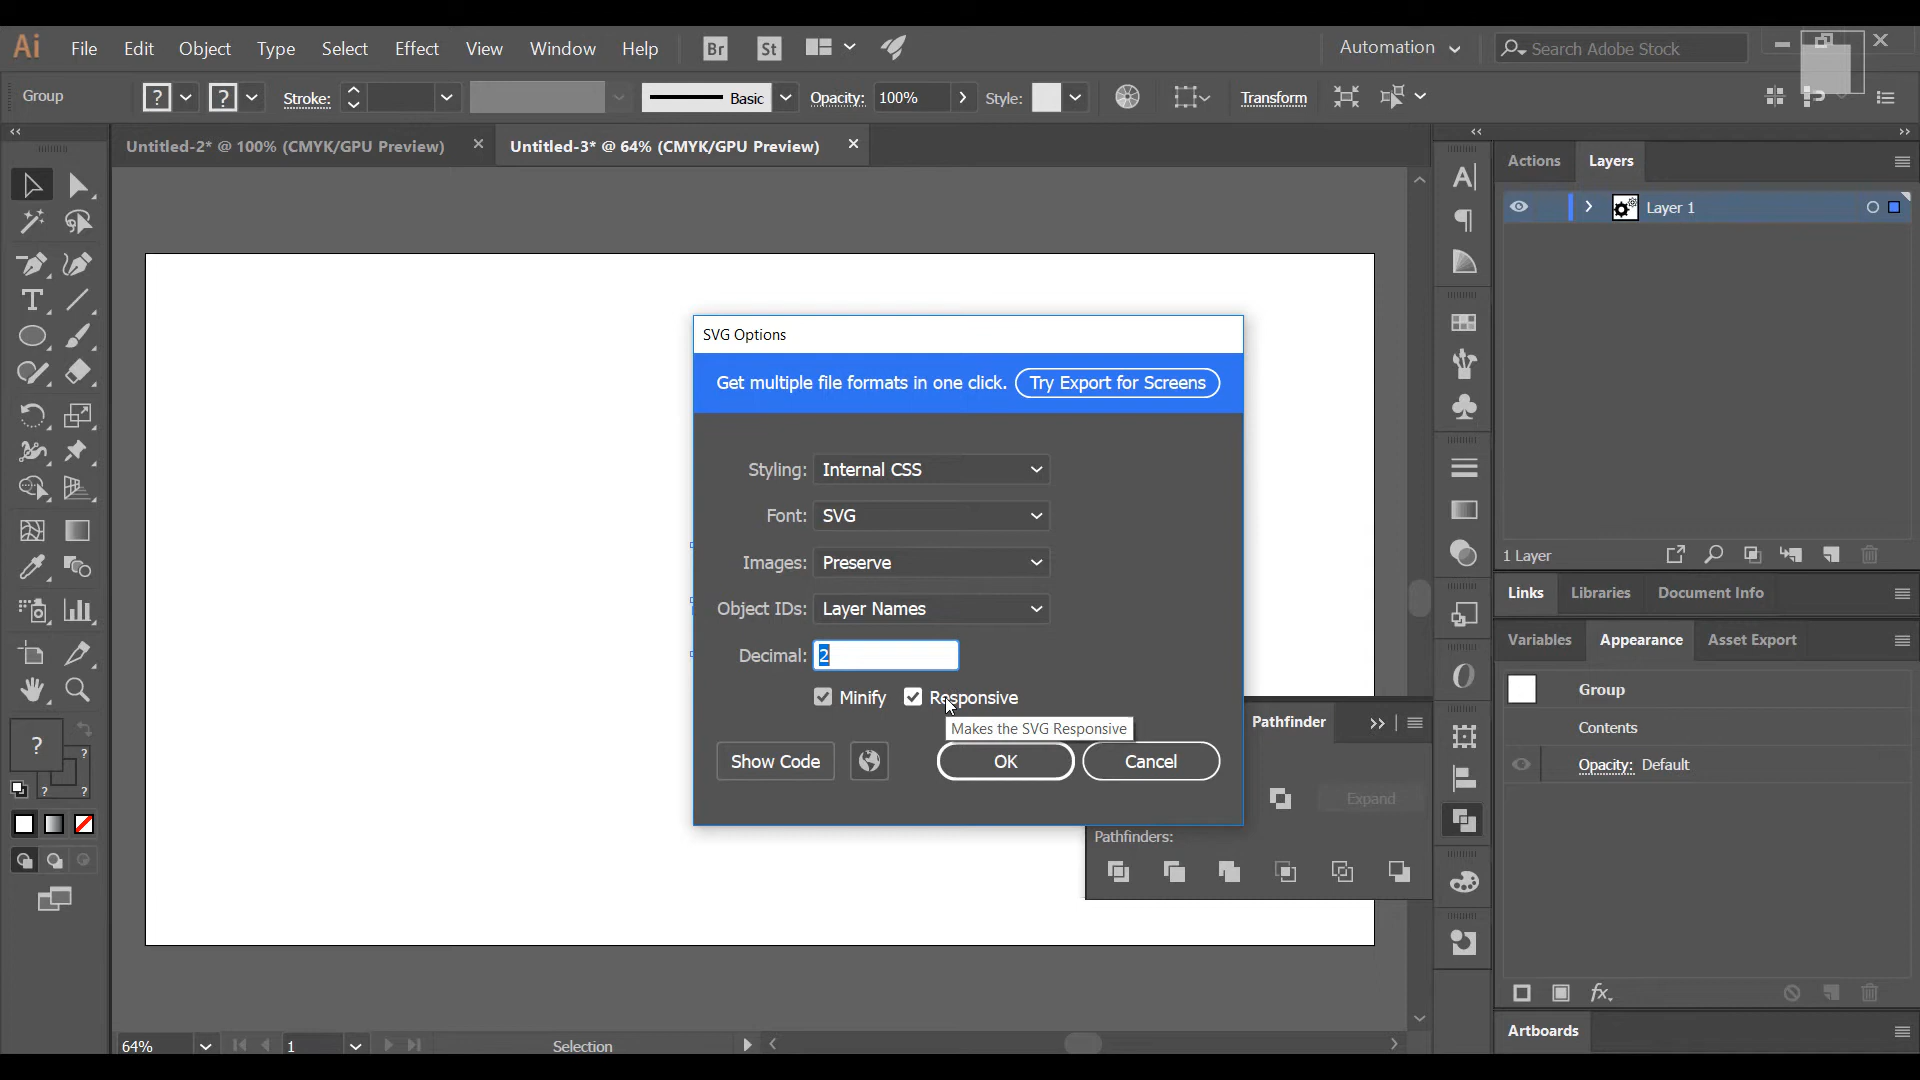 Ai File Edit Object Type Select Effect View Window Help Br St Automation Search Adobe Stock
Group ? ? Stroke: Basic Opacity: 100% Style: Transform
Untitled-2* @ 100% (CMYK/GPU Preview) Untitled-3* @ 64% (CMYK/GPU Preview)
Actions Layers
Layer 1
SVG Options
Get multiple file formats in one click. Try Export for Screens
Styling: Internal CSS
Font: SVG
Images: Preserve
Object IDs: Layer Names
Decimal: 2
Minify Responsive
Makes the SVG Responsive
Show Code OK Cancel
1 Layer
Links Libraries Document Info
Variables Appearance Asset Export
Group
Contents
Opacity: Default
Pathfinder
Expand
Pathfinders:
? ? ? ?
fx
Artboards
64% 1 Selection